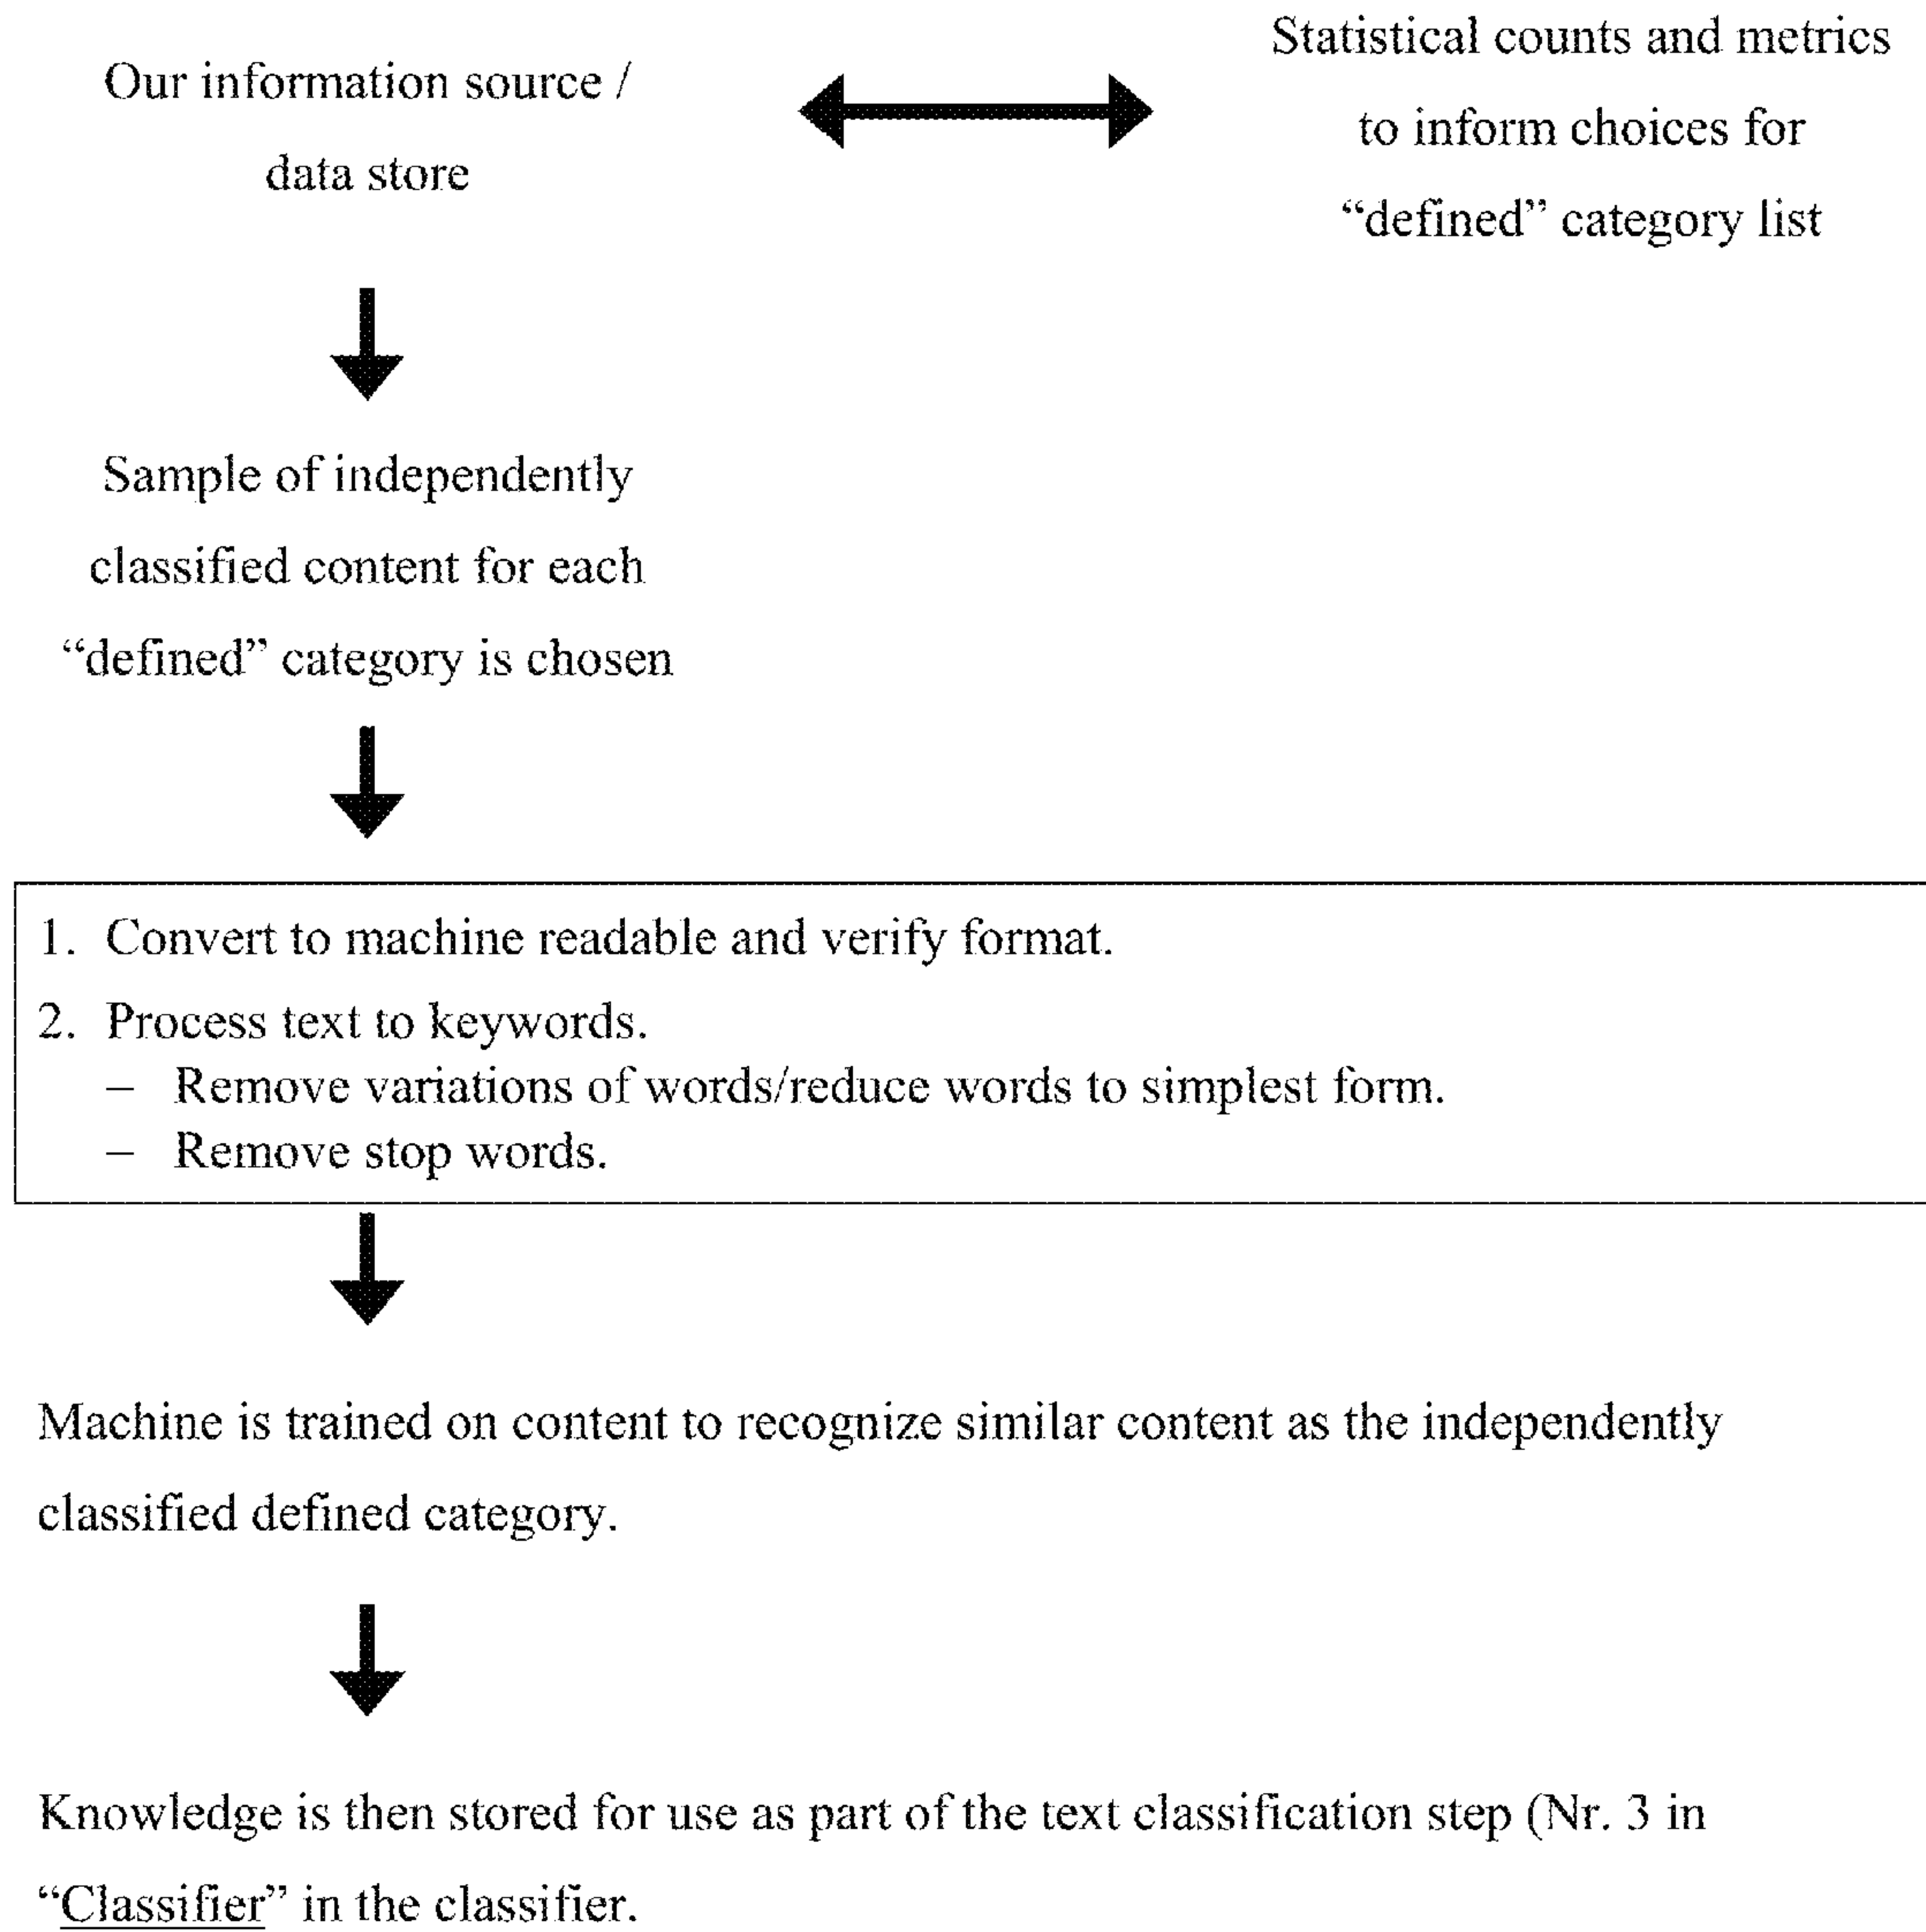 Our information source /
data store
Statistical counts and metrics
to inform choices for
“defined” category list
Sample of independently
classified content for each
“defined” category is chosen
1. Convert to machine readable and verify format.
2. Process text to keywords.
– Remove variations of words/reduce words to simplest form.
– Remove stop words.
Machine is trained on content to recognize similar content as the independently
classified defined category.
Knowledge is then stored for use as part of the text classification step (Nr. 3 in
“Classifier” in the classifier.